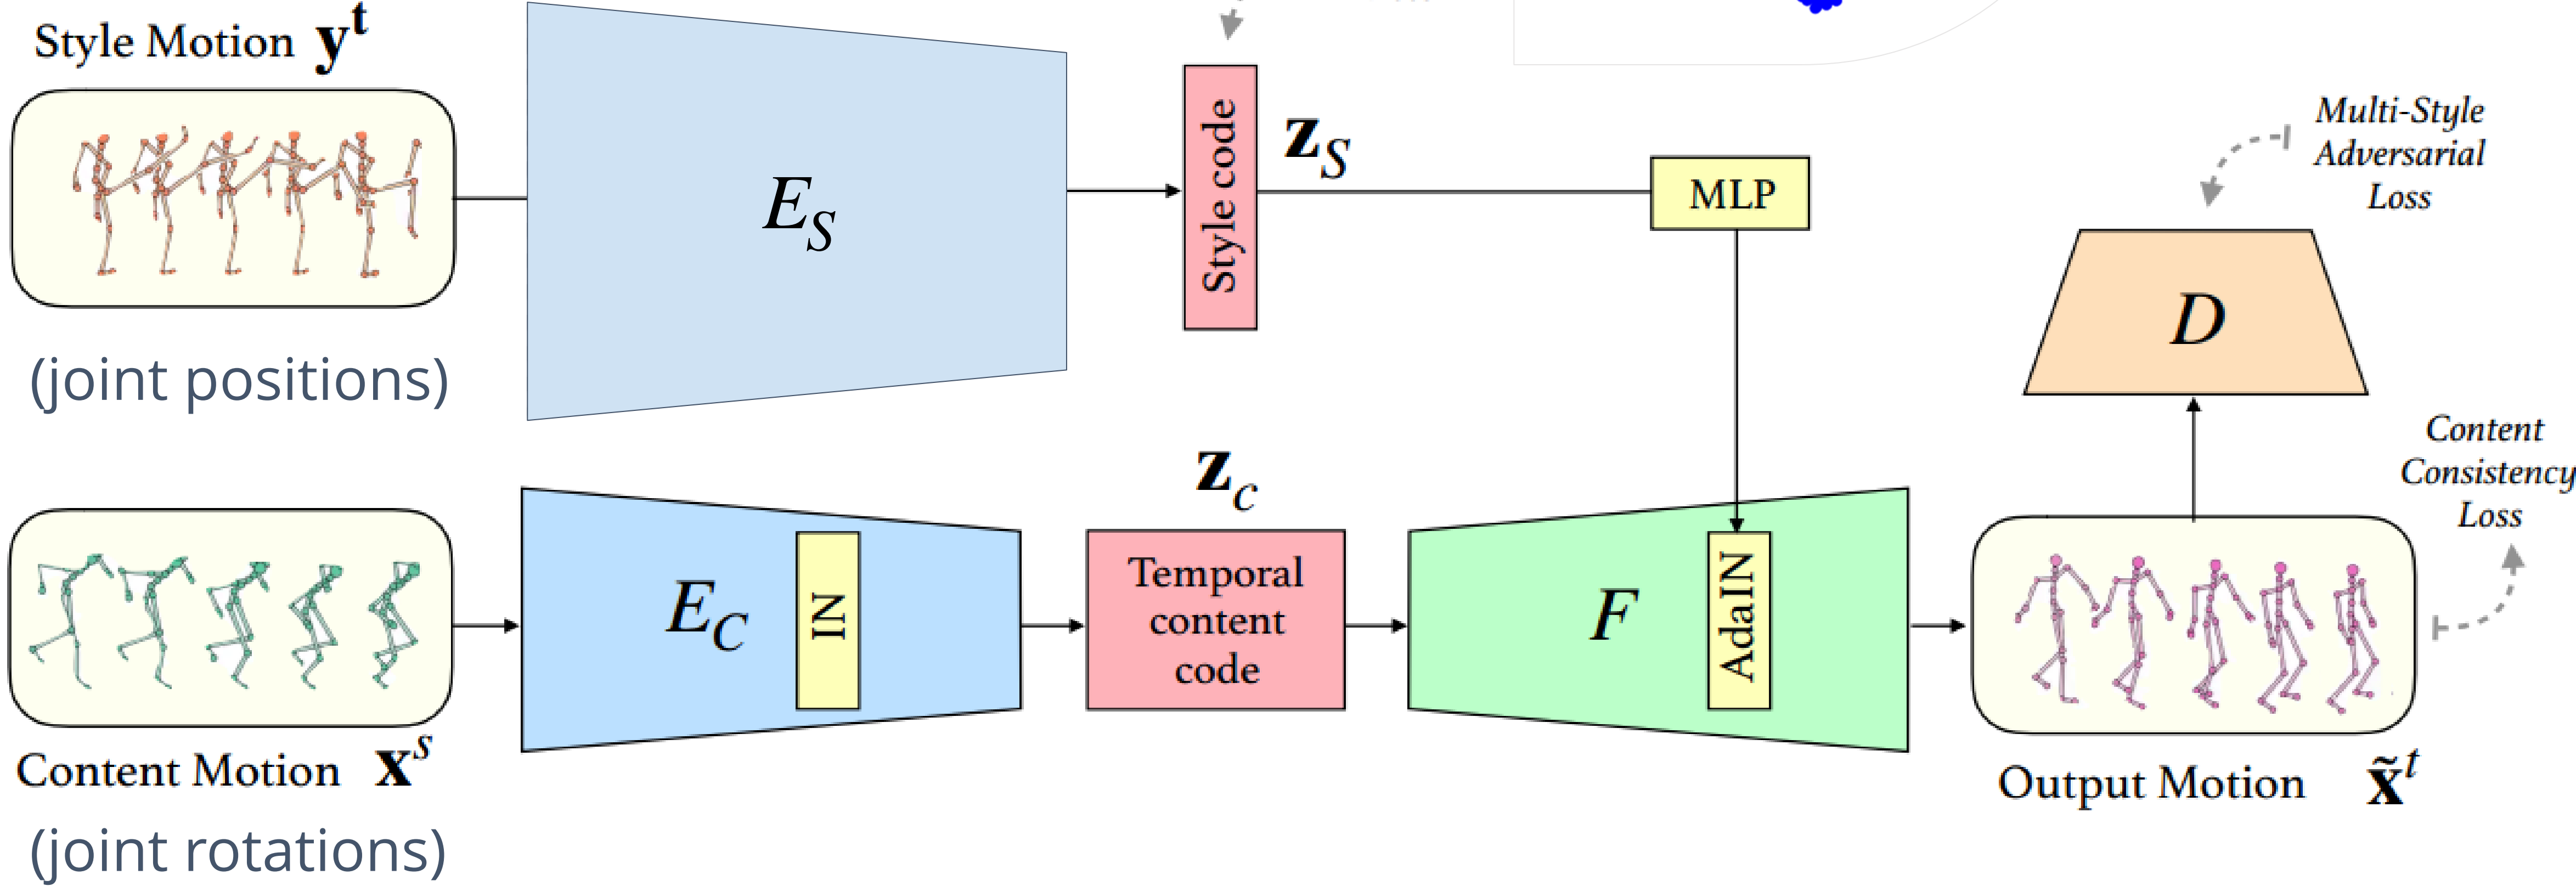 Style Motion y^t
(joint positions)
E_S
Style code
z_S
MLP
Multi-Style
Adversarial
Loss
D
Content Motion x^s
(joint rotations)
E_C
IN
z_c
Temporal
content
code
F
AdaIN
Content
Consistency
Loss
Output Motion x̃^t